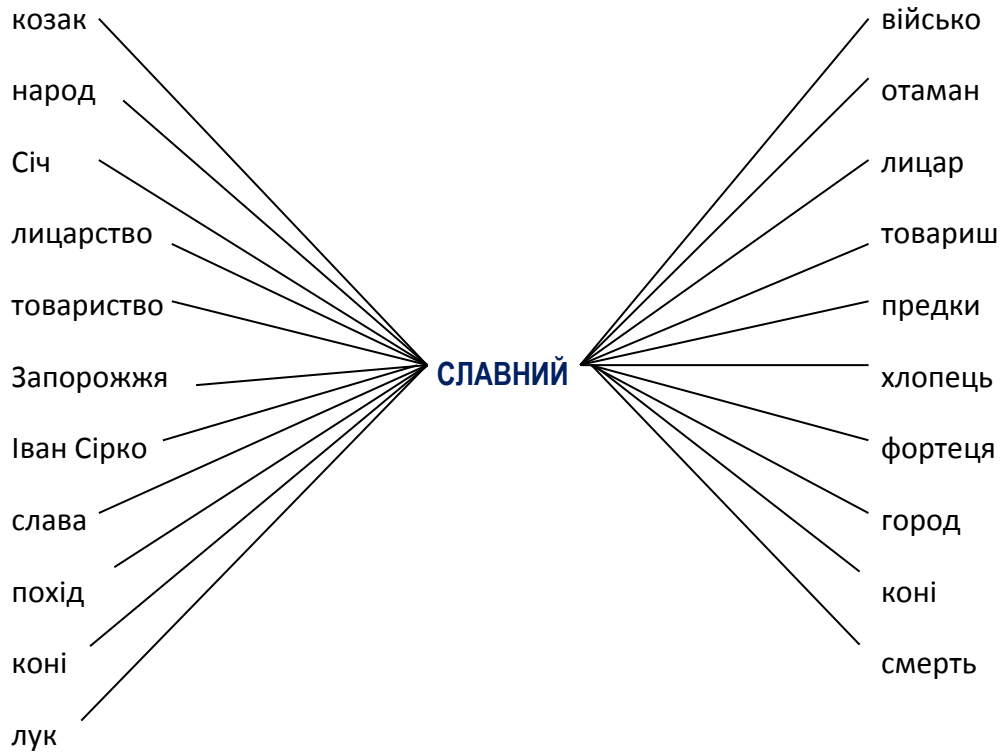 козак
народ
Січ
лицарство
товариство
Запорожжя
Іван Сірко
слава
похід
коні
лук
СЛАВНИЙ
військо
отаман
лицар
товариш
предки
хлопець
фортеця
город
коні
смерть